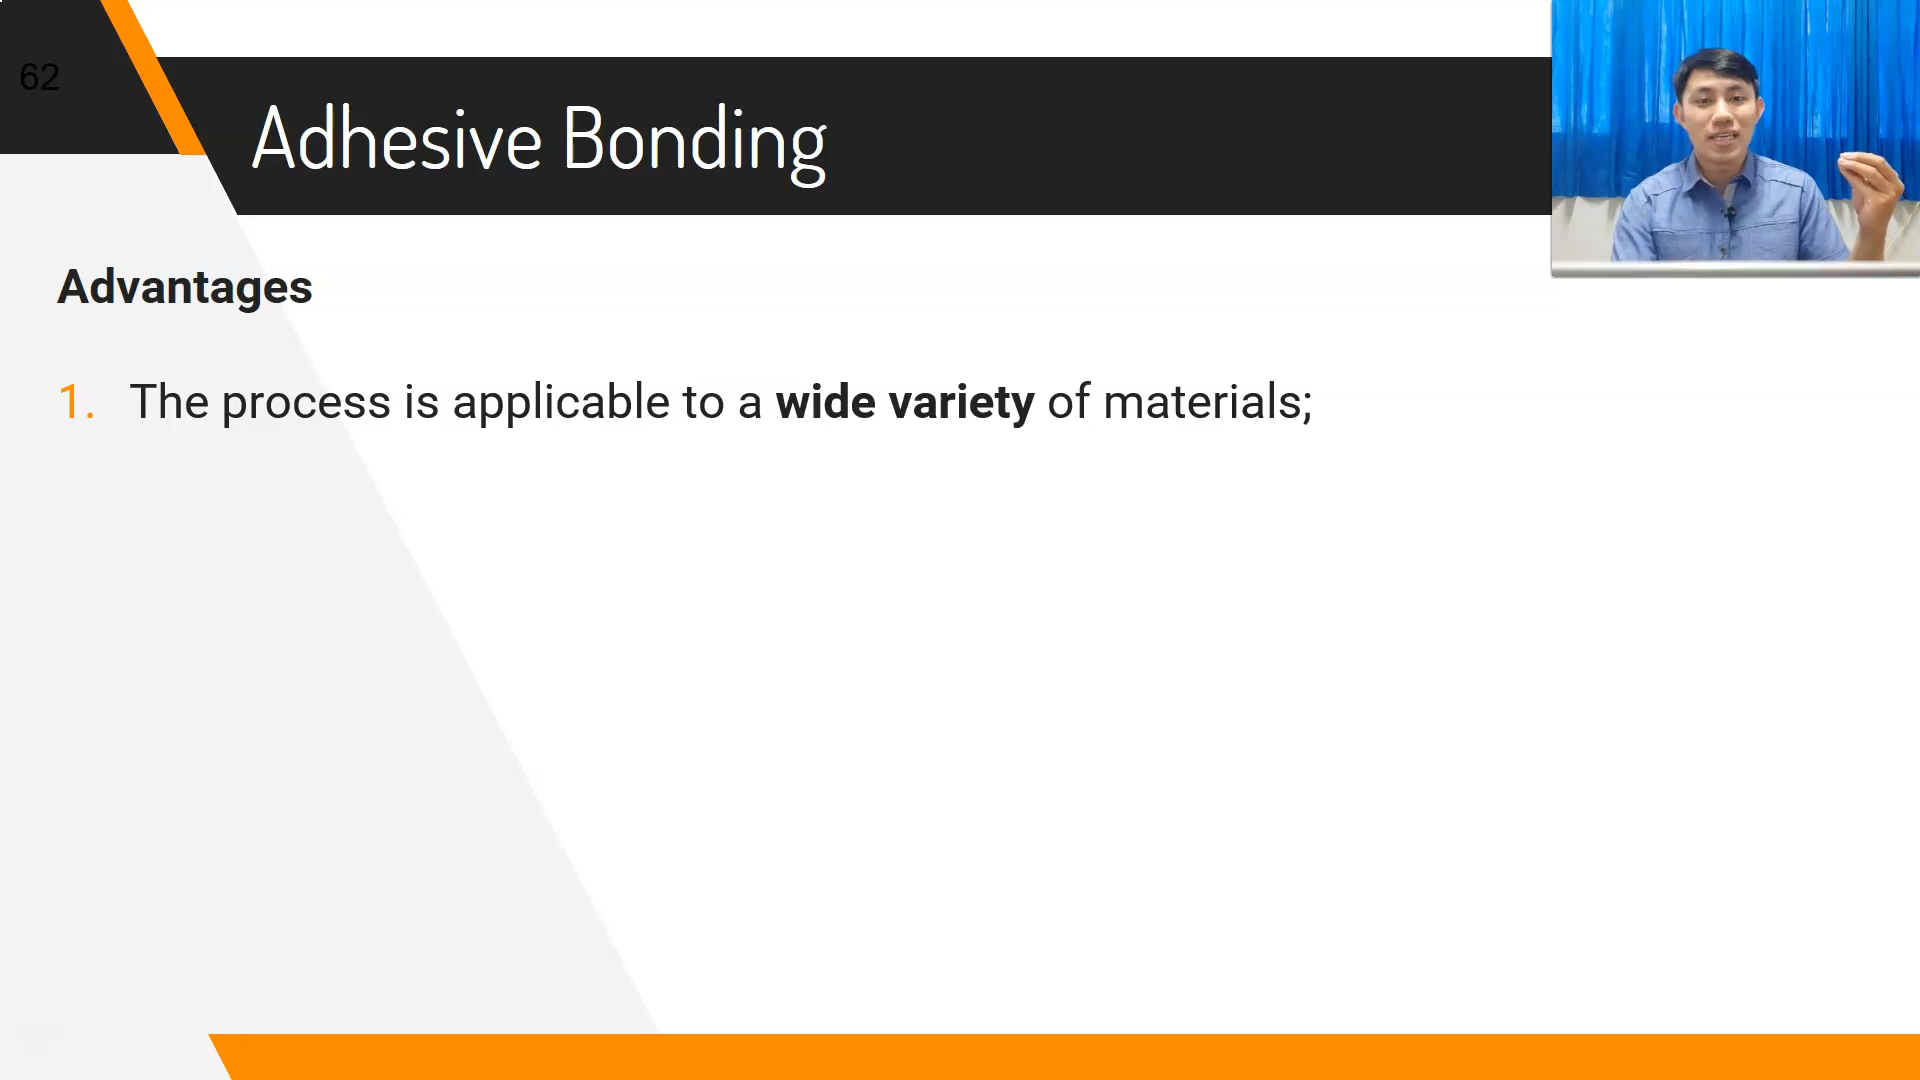 62
Adhesive Bonding
Advantages
1. The process is applicable to a wide variety of materials;